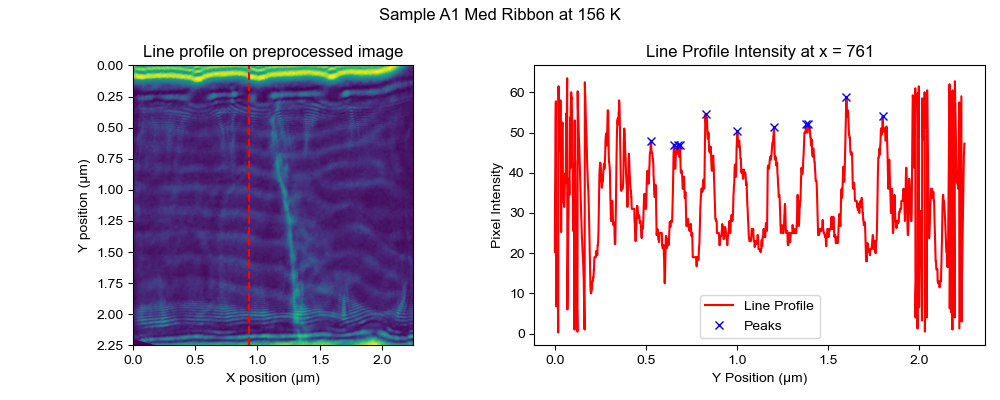 Sample A1 Med Ribbon at 156 K
Line profile on preprocessed image
0.00
0.25
0.50
0.75
1.00
1.25
1.50
1.75
2.00
2.25
Y position (μm)
0.0 0.5 1.0 1.5 2.0
X position (μm)
Line Profile Intensity at x = 761
60
50
40
30
20
10
0
Pixel Intensity
Line Profile
Peaks
0.0 0.5 1.0 1.5 2.0
Y Position (μm)